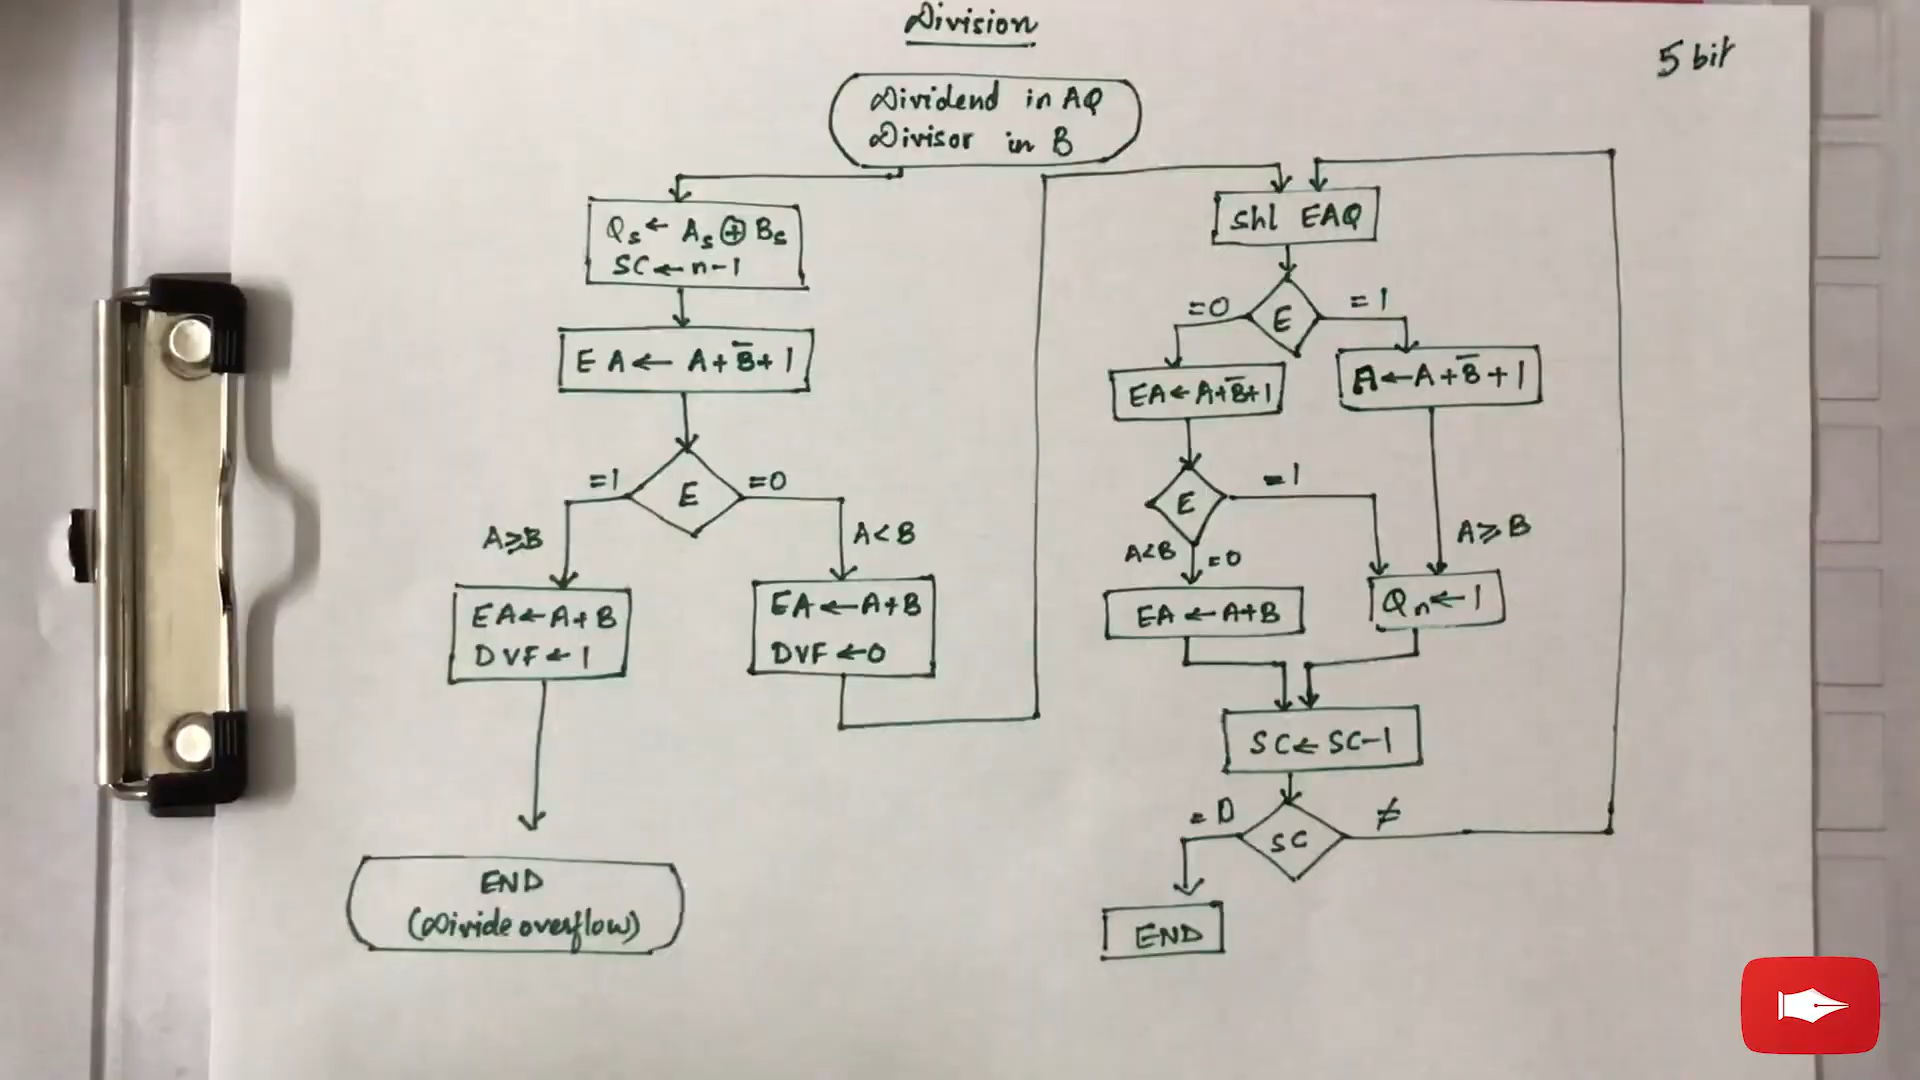 Division
5 bit
Dividend in AQ
Divisor in B
Qs ← As ⊕ Bs
SC ← n-1
E A ← A + B̅ + 1
E
=1
=0
A≥B
A<B
EA ← A+B
DVF ← 1
EA ← A+B
DVF ← 0
END
(Divide overflow)
shl EAQ
E
=0
=1
EA ← A+B̅+1
A ← A+B̅+1
E
=1
A<B
=0
A≥B
EA ← A+B
Qn ← 1
SC ← SC-1
SC
=0
≠
END